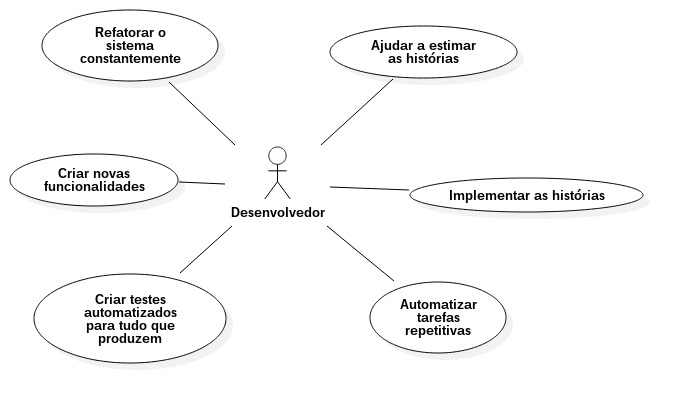 Refatorar o
sistema
constantemente
Ajudar a estimar
as histórias
Criar novas
funcionalidades
Desenvolvedor
Implementar as histórias
Criar testes
automatizados
para tudo que
produzem
Automatizar
tarefas
repetitivas